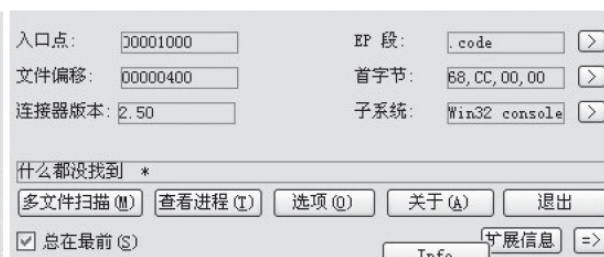 入口点: 00001000 EP 段: .code >
文件偏移: 00000400 首字节: 68,CC,00,00 >
连接器版本: 2.50 子系统: Win32 console >
什么都没找到 *
多文件扫描(M) 查看进程(T) 选项(O) 关于(A) 退出
总在最前(S) Info 扩展信息 =>